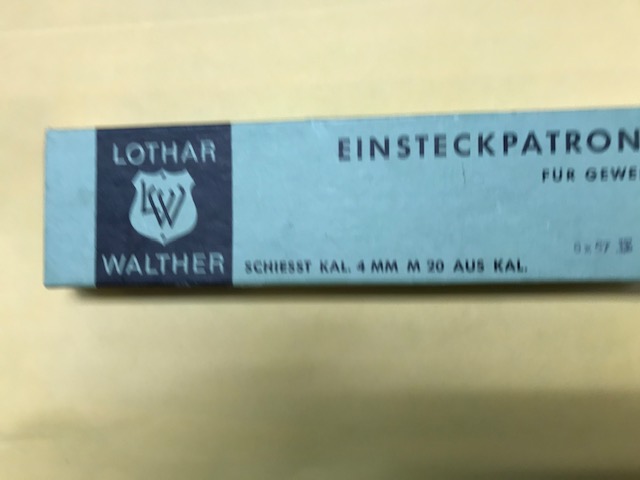 LOTHAR
LW
WALTHER
EINSTECKPATRON
FÜR GEWE
SCHIESST KAL. 4 MM M 20 AUS KAL.